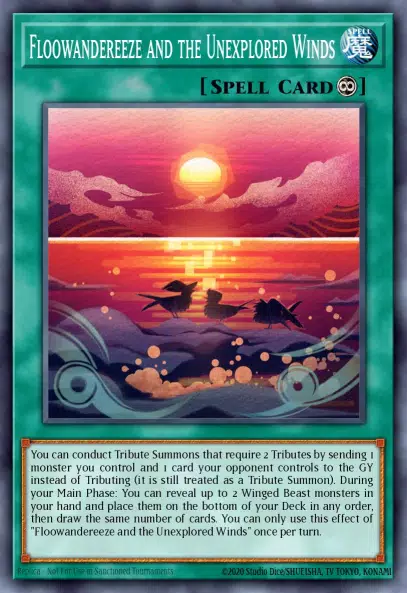 FLOOWANDEREEZE AND THE UNEXPLORED WINDS
SPELL
魔
[SPELL CARD]
You can conduct Tribute Summons that require 2 Tributes by sending 1
monster you control and 1 card your opponent controls to the GY
instead of Tributing (it is still treated as a Tribute Summon). During
your Main Phase: You can reveal up to 2 Winged Beast monsters in
your hand and place them on the bottom of your Deck in any order,
then draw the same number of cards. You can only use this effect of
"Floowandereeze and the Unexplored Winds" once per turn.
Replica - Not For Use in Sanctioned Tournaments
©2020 Studio Dice/SHUEISHA, TV TOKYO, KONAMI